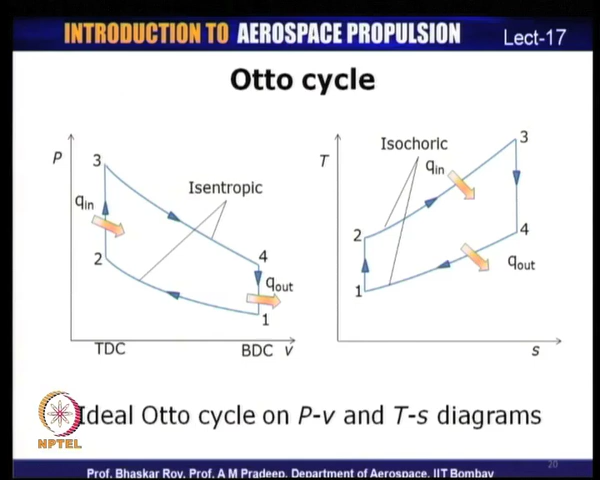 INTRODUCTION TO AEROSPACE PROPULSION Lect-17
Otto cycle
P
3
Isentropic
qin
2
4
qout
1
TDC
BDC v
T
Isochoric
3
qin
2
4
qout
1
s
Ideal Otto cycle on P-v and T-s diagrams
NPTEL
20
Prof. Bhaskar Roy, Prof. A M Pradeep, Department of Aerospace, IIT Bombay